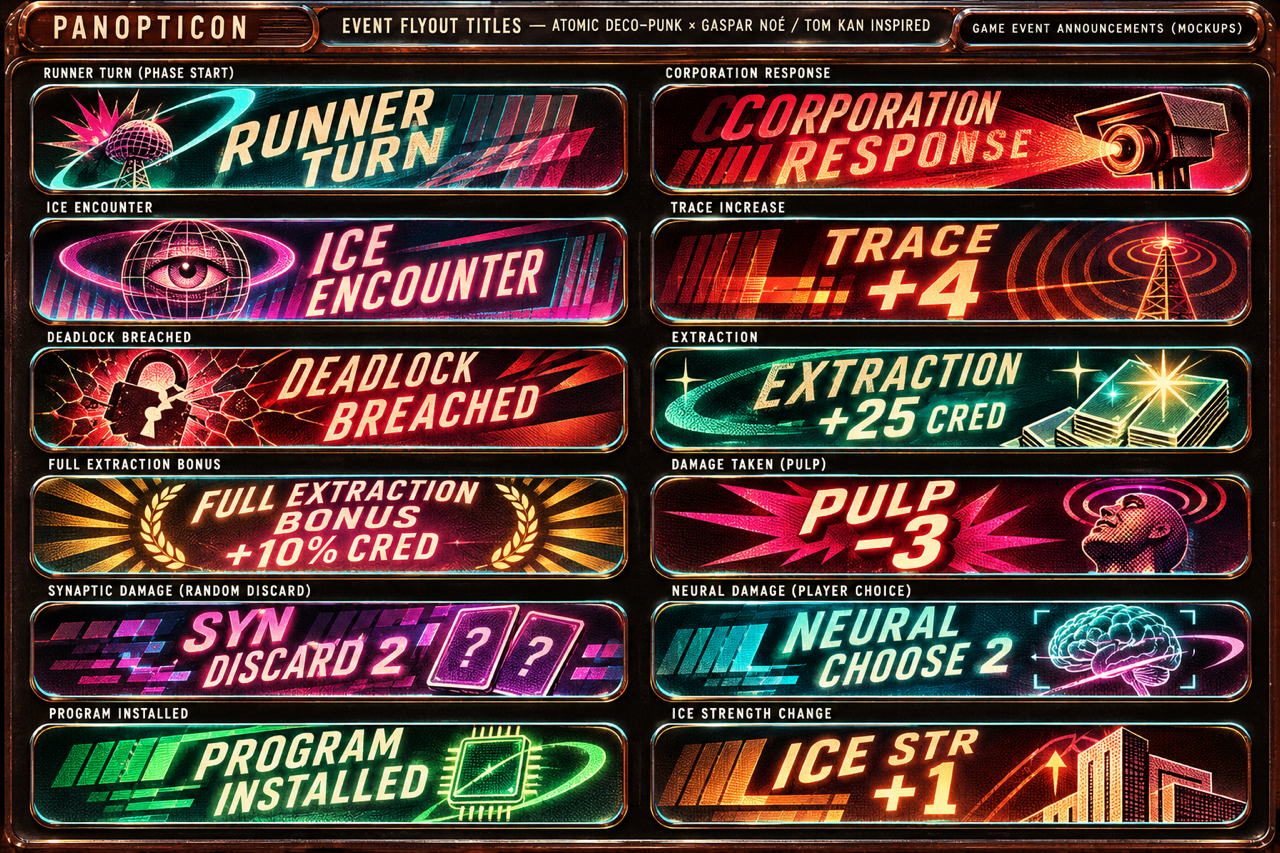 PANOPTICON
EVENT FLYOUT TITLES — ATOMIC DECO-PUNK × GASPAR NOÉ / TOM KAN INSPIRED
GAME EVENT ANNOUNCEMENTS (MOCKUPS)
RUNNER TURN (PHASE START)
RUNNER
TURN
CORPORATION RESPONSE
CCORPORATION
RESPONSE
ICE ENCOUNTER
ICE
ENCOUNTER
TRACE INCREASE
TRACE
+4
DEADLOCK BREACHED
DEADLOCK
BREACHED
EXTRACTION
EXTRACTION
+25 CRED
FULL EXTRACTION BONUS
FULL EXTRACTION
BONUS
+10% CRED
DAMAGE TAKEN (PULP)
PULP
−3
SYNAPTIC DAMAGE (RANDOM DISCARD)
SYN
DISCARD 2
? ?
NEURAL DAMAGE (PLAYER CHOICE)
NEURAL
CHOOSE 2
PROGRAM INSTALLED
PROGRAM
INSTALLED
ICE STRENGTH CHANGE
ICE STR
+1